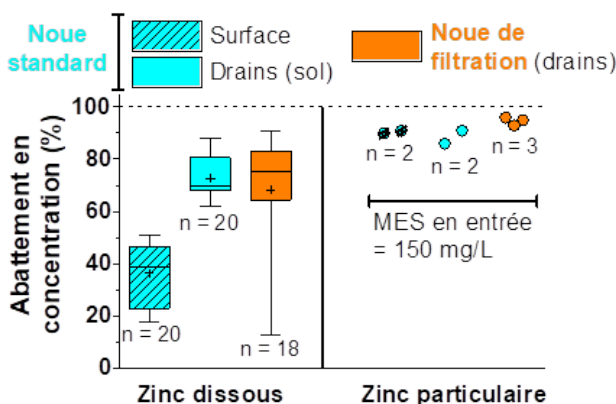 Noue standard
Surface
Drains (sol)
Noue de
filtration (drains)
Abattement en
concentration (%)
100
80
60
40
20
0
n = 20
n = 20
n = 18
n = 2
n = 2
n = 3
MES en entrée
= 150 mg/L
Zinc dissous
Zinc particulaire